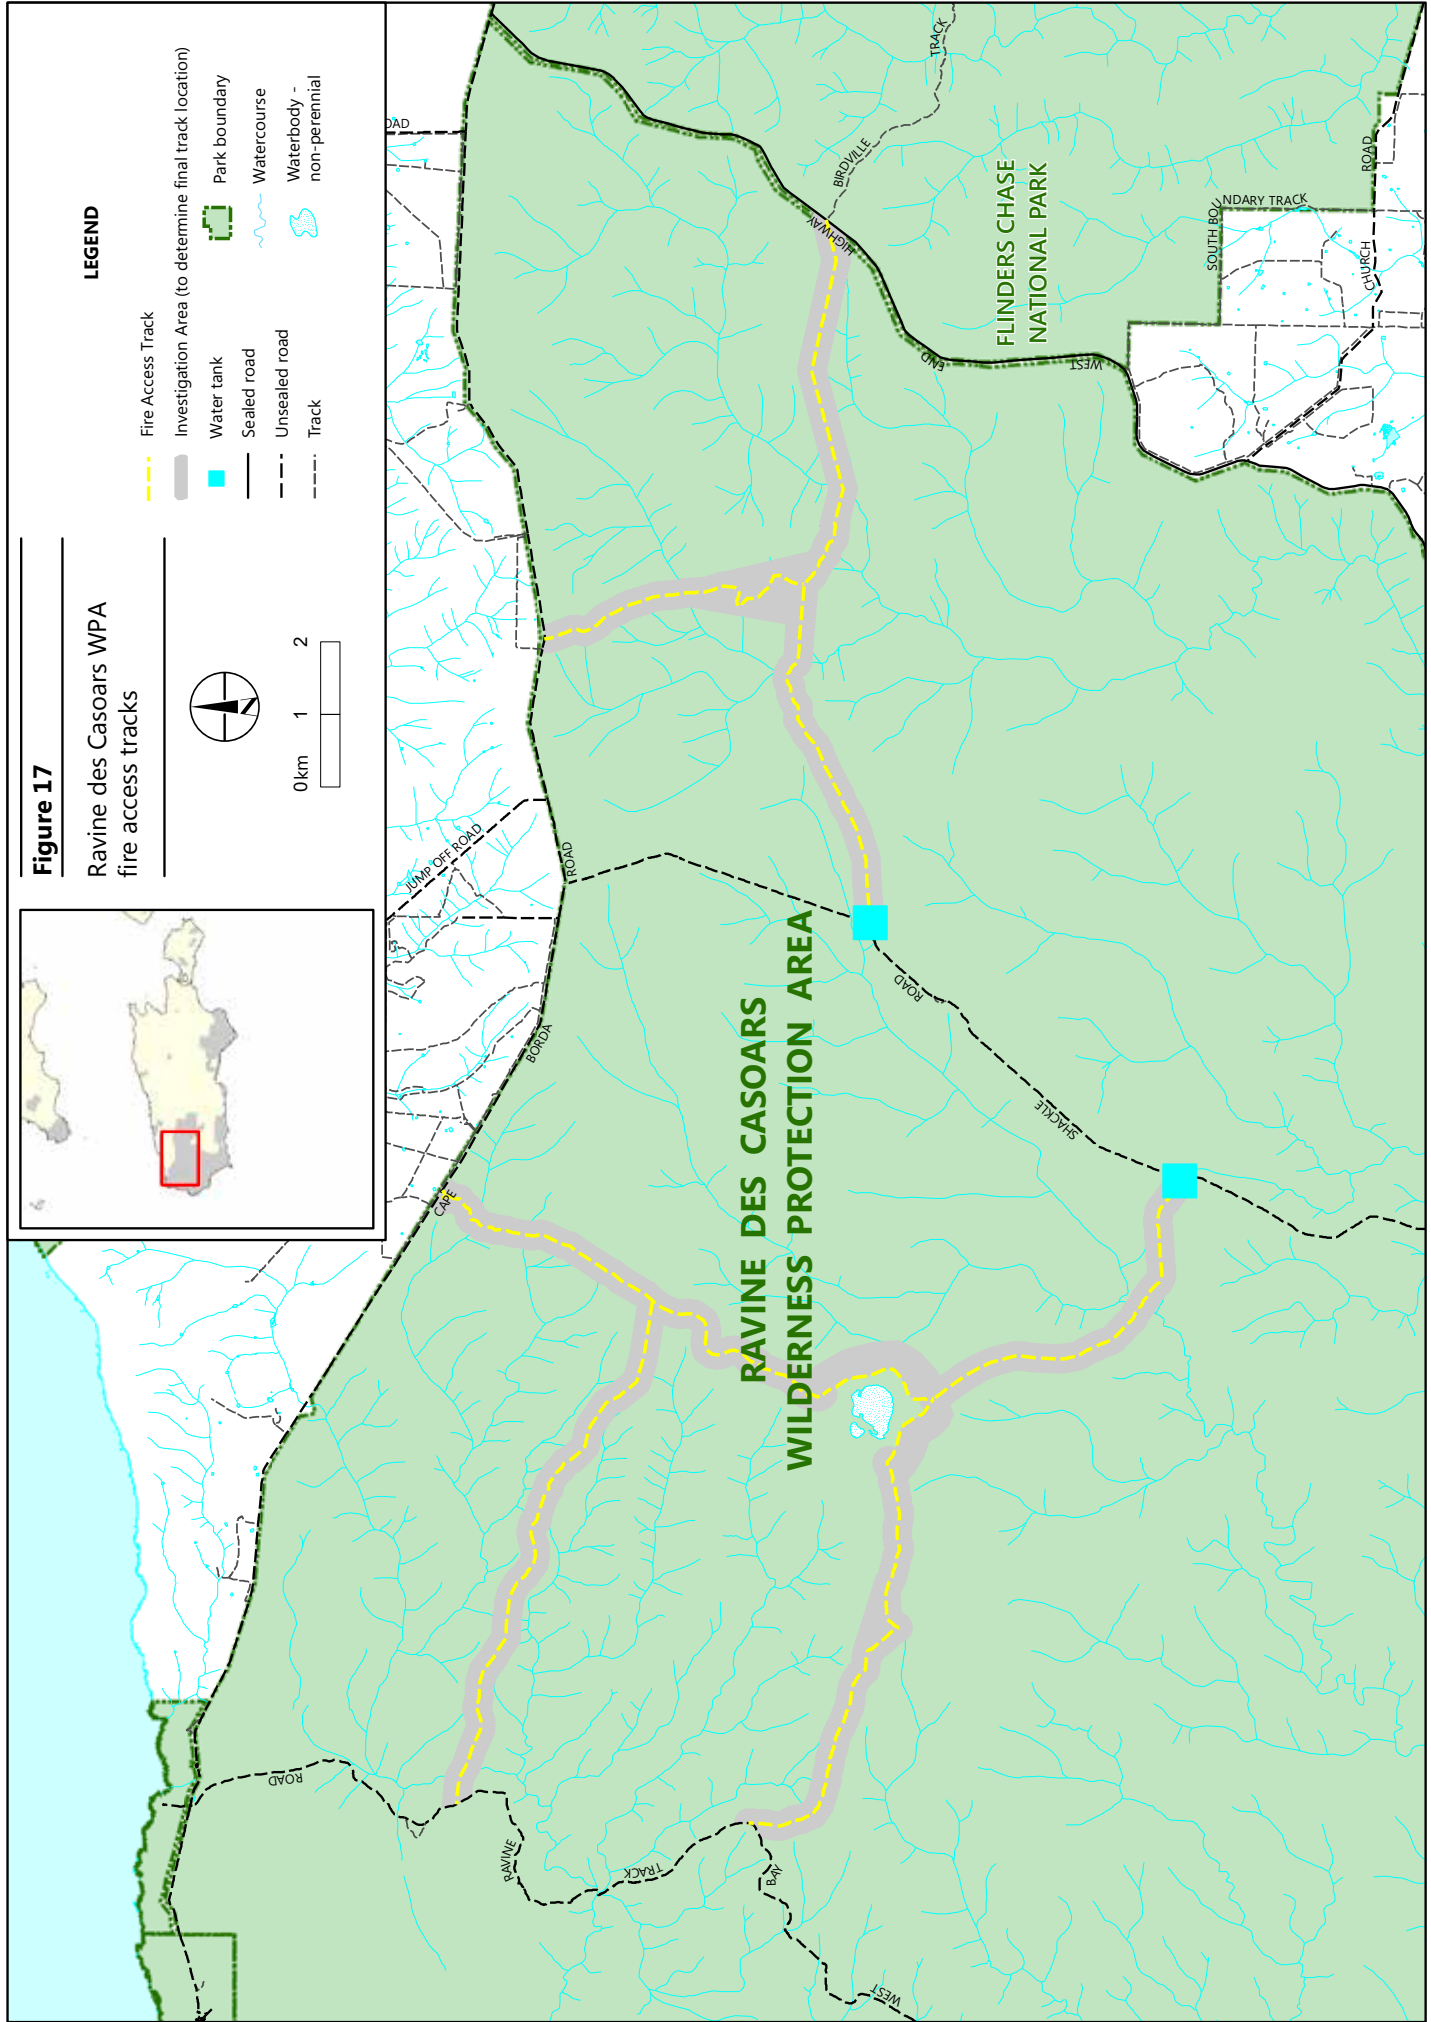 Figure 17
Ravine des Casoars WPA
fire access tracks
0km 1 2
LEGEND
Fire Access Track
Investigation Area (to determine final track location)
Water tank
Sealed road
Unsealed road
Track
Park boundary
Watercourse
Waterbody -
non-perennial
RAVINE DES CASOARS
WILDERNESS PROTECTION AREA
FLINDERS CHASE
NATIONAL PARK
CAPE
BORDA
ROAD
JUMP OFF ROAD
OAD
SHACKLE
ROAD
RAVINE
ROAD
WEST
BAY
TRACK
WEST
END
HIGHWAY
BIRDVILLE
TRACK
SOUTH BOU
NDARY TRACK
CHURCH
ROAD